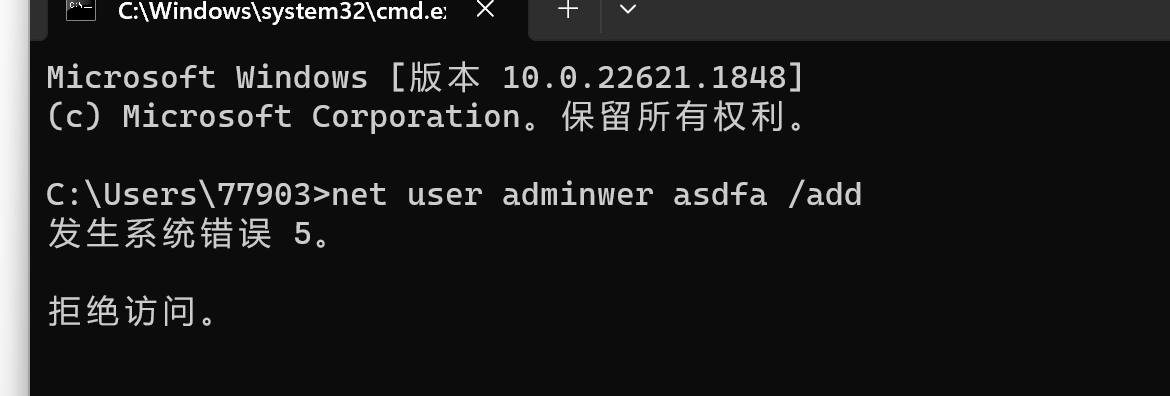 C:\Windows\system32\cmd.e
Microsoft Windows [版本 10.0.22621.1848]
(c) Microsoft Corporation。保留所有权利。
C:\Users\77903>net user adminwer asdfa /add
发生系统错误 5。
拒绝访问。